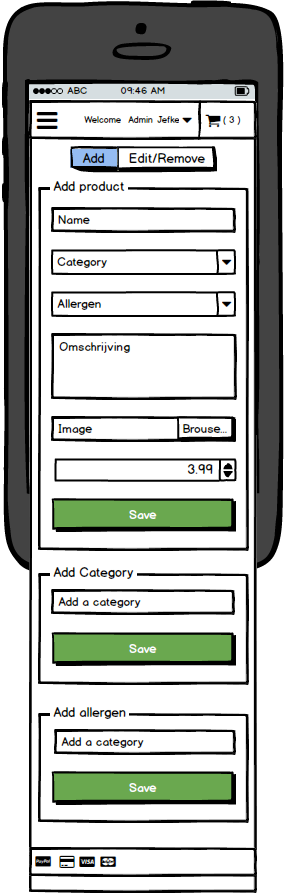 ABC 09:46 AM
Welcome Admin Jefke ( 3 )
Add Edit/Remove
Add product
Name
Category
Allergen
Omschrijving
Image Brouse...
3.99
Save
Add Category
Add a category
Save
Add allergen
Add a category
Save
PayPal VISA